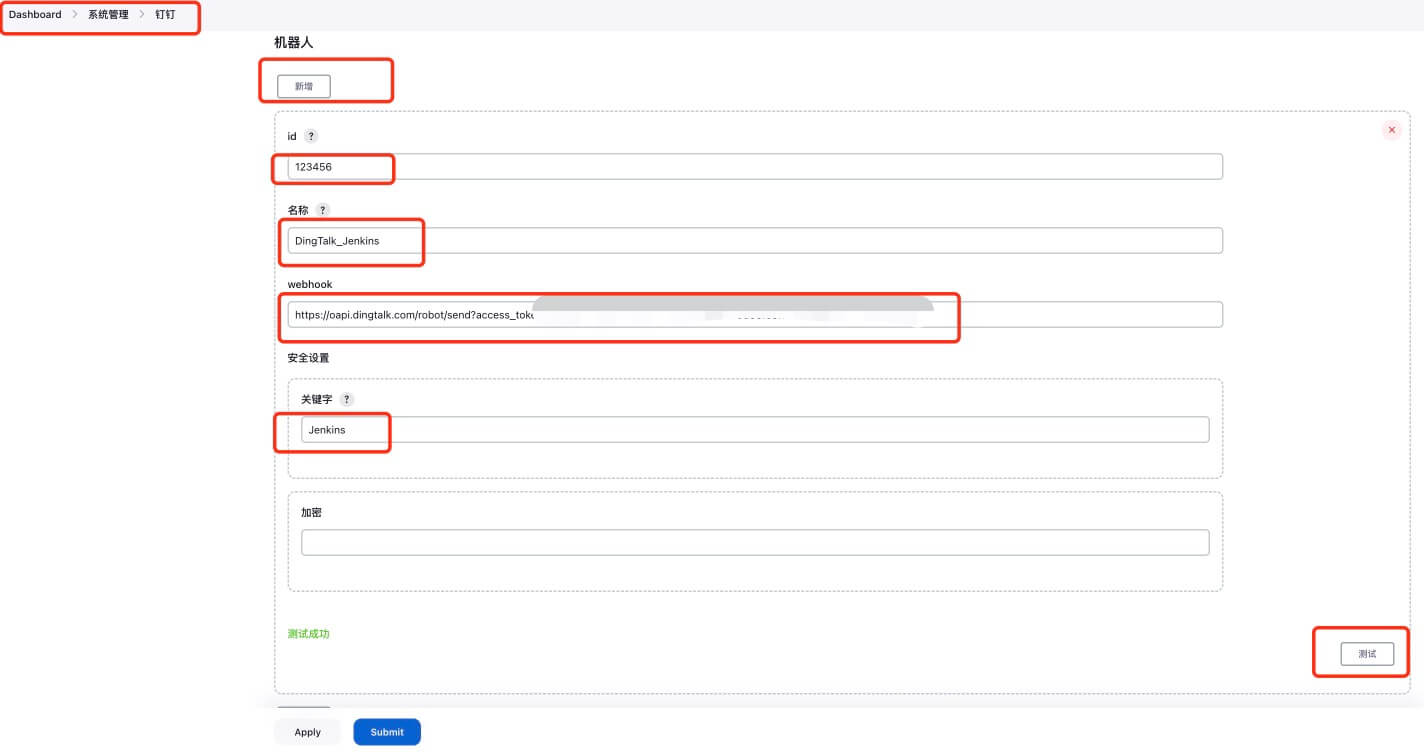 Dashboard > 系统管理 > 钉钉
机器人
新增
id ?
123456
名称 ?
DingTalk_Jenkins
webhook
https://oapi.dingtalk.com/robot/send?access_tok
安全设置
关键字 ?
Jenkins
加密
测试成功
测试
Apply Submit